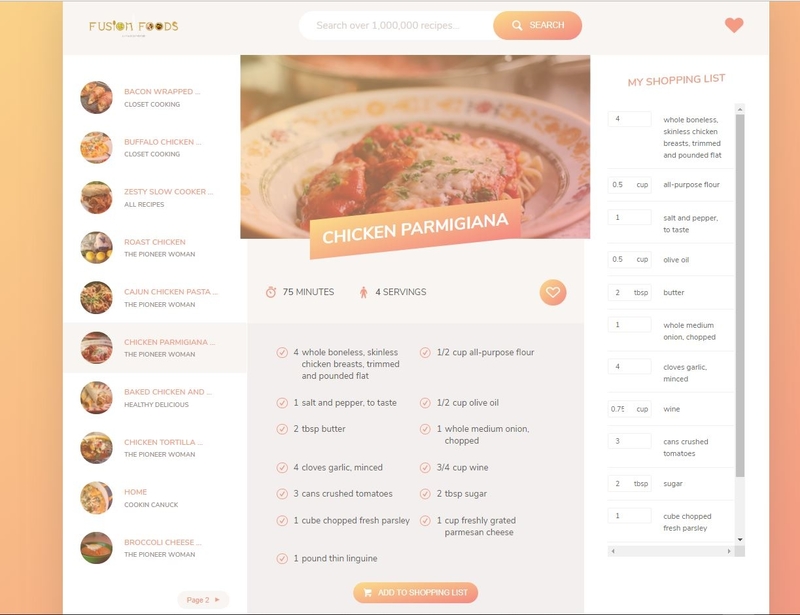 FUSION FOODS
Search over 1,000,000 recipes...
SEARCH
BACON WRAPPED ...
CLOSET COOKING
BUFFALO CHICKEN ...
CLOSET COOKING
ZESTY SLOW COOKER ...
ALL RECIPES
ROAST CHICKEN
THE PIONEER WOMAN
CAJUN CHICKEN PASTA ...
THE PIONEER WOMAN
CHICKEN PARMIGIANA ...
THE PIONEER WOMAN
BAKED CHICKEN AND ...
HEALTHY DELICIOUS
CHICKEN TORTILLA ...
THE PIONEER WOMAN
HOME
COOKIN CANUCK
BROCCOLI CHEESE ...
THE PIONEER WOMAN
Page 2
CHICKEN PARMIGIANA
75 MINUTES
4 SERVINGS
4 whole boneless, skinless
chicken breasts, trimmed
and pounded flat
1/2 cup all-purpose flour
1 salt and pepper, to taste
1/2 cup olive oil
2 tbsp butter
1 whole medium onion,
chopped
4 cloves garlic, minced
3/4 cup wine
3 cans crushed tomatoes
2 tbsp sugar
1 cube chopped fresh parsley
1 cup freshly grated
parmesan cheese
1 pound thin linguine
ADD TO SHOPPING LIST
MY SHOPPING LIST
4 whole boneless,
skinless chicken
breasts, trimmed
and pounded flat
0.5 cup all-purpose flour
1 salt and pepper,
to taste
0.5 cup olive oil
2 tbsp butter
1 whole medium
onion, chopped
4 cloves garlic,
minced
0.75 cup wine
3 cans crushed
tomatoes
2 tbsp sugar
1 cube chopped
fresh parsley